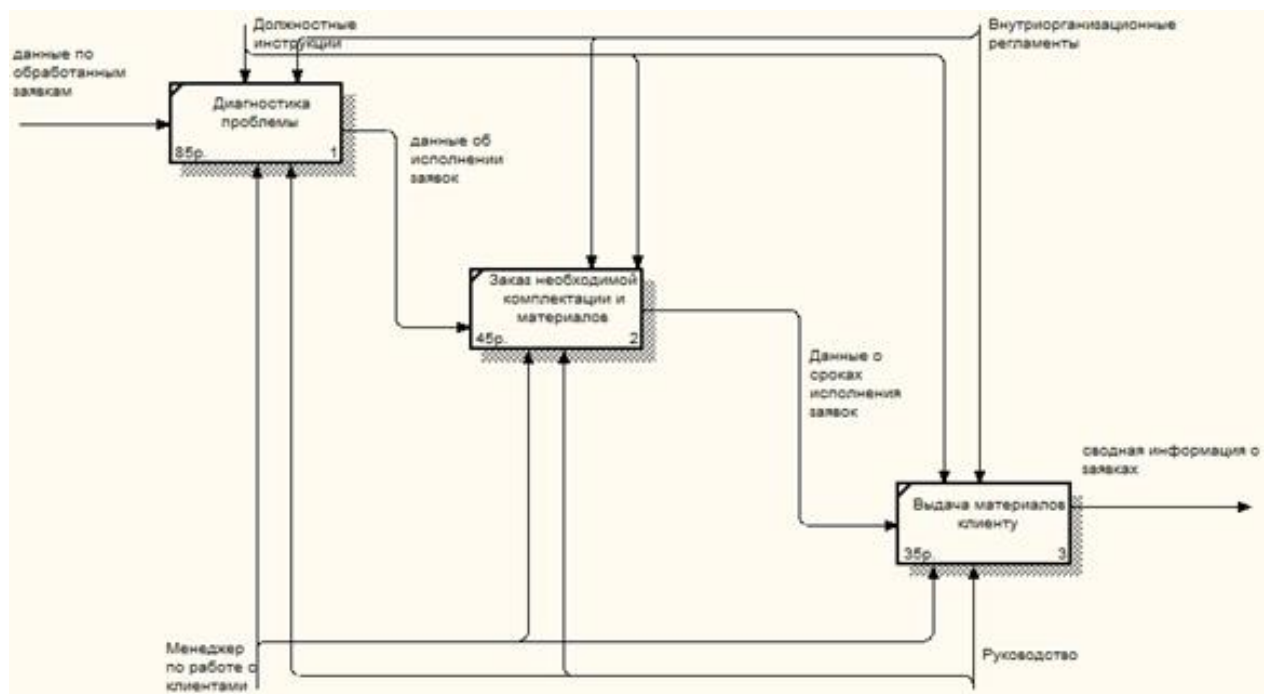 Должностные
инструкции
Внутриорганизационные
регламенты
данные по
обработанным
заявкам
Диагностика
проблемы
85р. 1
данные об
исполнении
заявок
Заказ необходимой
комплектации и
материалов
45р. 2
Данные о
сроках
исполнения
заявок
сводная информация о
заявках
Выдача материалов
клиенту
35р. 3
Менеджер
по работе с
клиентами
Руководство